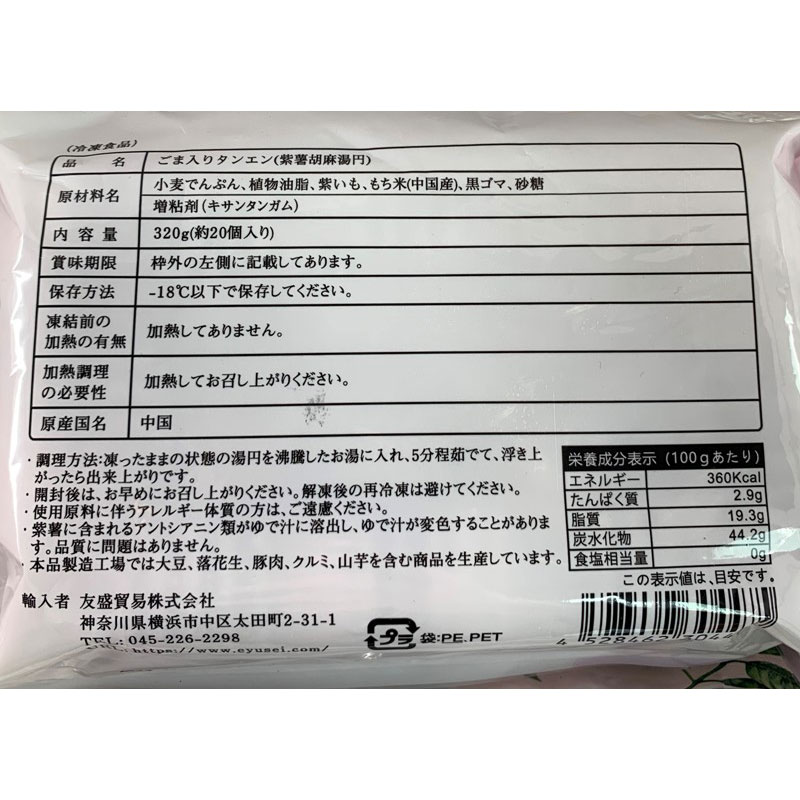 (冷凍食品)
品 名 ごま入りタンエン(紫薯胡麻湯円)
原材料名 小麦でんぷん、植物油脂、紫いも、もち米(中国産)、黒ゴマ、砂糖
増粘剤(キサンタンガム)
内容量 320g(約20個入り)
賞味期限 枠外の左側に記載してあります。
保存方法 -18℃以下で保存してください。
凍結前の
加熱の有無 加熱してありません。
加熱調理
の必要性 加熱してお召し上がりください。
原産国名 中国
・調理方法:凍ったままの状態の湯円を沸騰したお湯に入れ、5分程茹でて、浮き上
がったら出来上がりです。
・開封後は、お早めにお召し上がりください。解凍後の再冷凍は避けてください。
・使用原料に伴うアレルギー体質の方は、ご遠慮ください。
・紫薯に含まれるアントシアニン類がゆで汁に溶出し、ゆで汁が変色することがありま
す。品質に問題はありません。
・本品製造工場では大豆、落花生、豚肉、クルミ、山芋を含む商品を生産しています。
栄養成分表示 (100gあたり)
エネルギー 360Kcal
たんぱく質 2.9g
脂質 19.3g
炭水化物 44.2g
食塩相当量 0g
この表示値は、目安です。
輸入者 友盛貿易株式会社
神奈川県横浜市中区太田町2-31-1
TEL: 045-226-2298
URL: https://www.eyusei.com/
プラ 袋:PE.PET